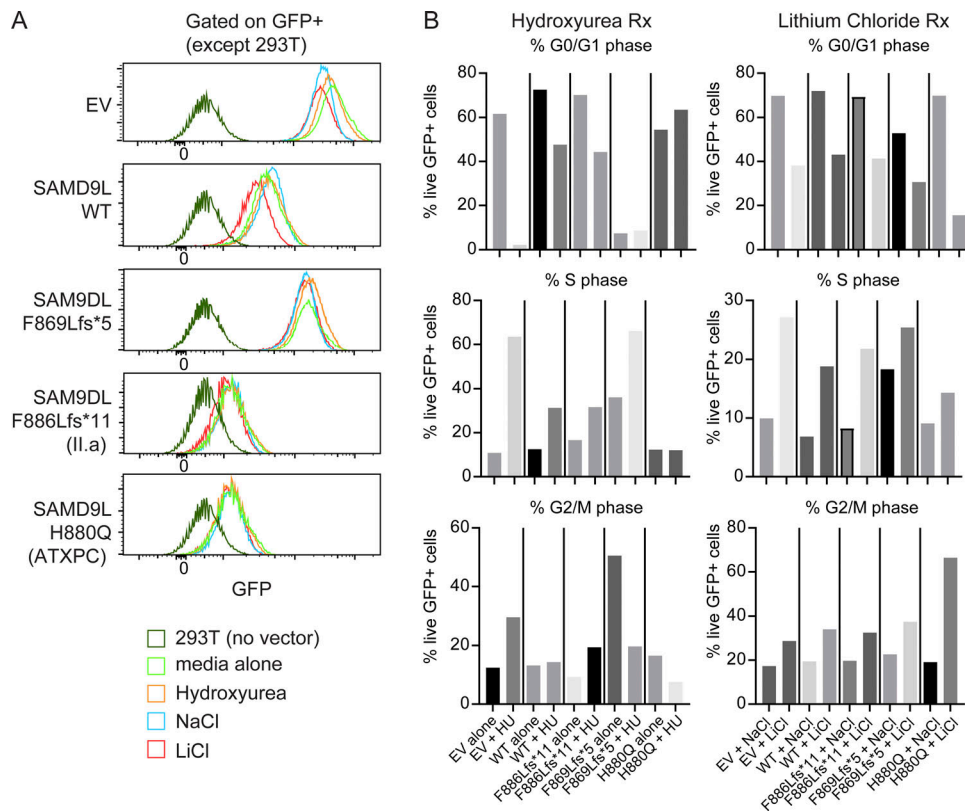 A
Gated on GFP+
(except 293T)
EV
0
SAMD9L
WT
0
SAM9DL
F869Lfs*5
0
SAM9DL
F886Lfs*11
(II.a)
0
SAMD9L
H880Q
(ATXPC)
0
GFP
293T (no vector)
media alone
Hydroxyurea
NaCl
LiCl
B
Hydroxyurea Rx
% G0/G1 phase
% live GFP+ cells
80
60
40
20
0
% S phase
% live GFP+ cells
80
60
40
20
0
% G2/M phase
% live GFP+ cells
60
40
20
0
EV alone
EV + HU
WT alone
WT + HU
F886Lfs*11 alone
F886Lfs*11 + HU
F869Lfs*5 alone
F869Lfs*5 + HU
H880Q alone
H880Q + HU
Lithium Chloride Rx
% G0/G1 phase
% live GFP+ cells
80
60
40
20
0
% S phase
% live GFP+ cells
30
20
10
0
% G2/M phase
% live GFP+ cells
80
60
40
20
0
EV + NaCl
EV + LiCl
WT + NaCl
WT + LiCl
F886Lfs*11 + NaCl
F886Lfs*11 + LiCl
F869Lfs*5 + NaCl
F869Lfs*5 + LiCl
H880Q + NaCl
H880Q + LiCl